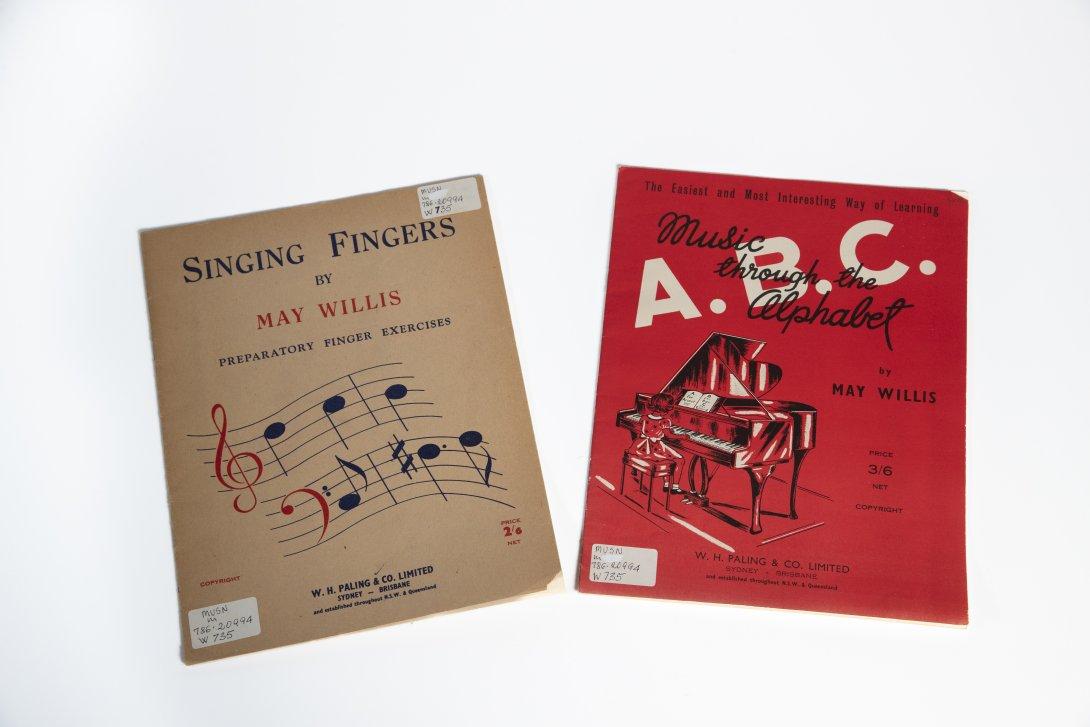 MUSN
m
786.20994
W735
SINGING FINGERS
BY
MAY WILLIS
PREPARATORY FINGER EXERCISES
PRICE
2/6
NET
COPYRIGHT
W. H. PALING & CO. LIMITED
SYDNEY – BRISBANE
and established throughout N.S.W. & Queensland
MUSN
m
786.20994
W735
The Easiest and Most Interesting Way of Learning
Music
through the
A.B.C.
Alphabet
by
MAY WILLIS
PRICE
3/6
NET
COPYRIGHT
W. H. PALING & CO. LIMITED
SYDNEY - BRISBANE
and established throughout N.S.W. & Queensland
MUSN
m
786.20994
W735